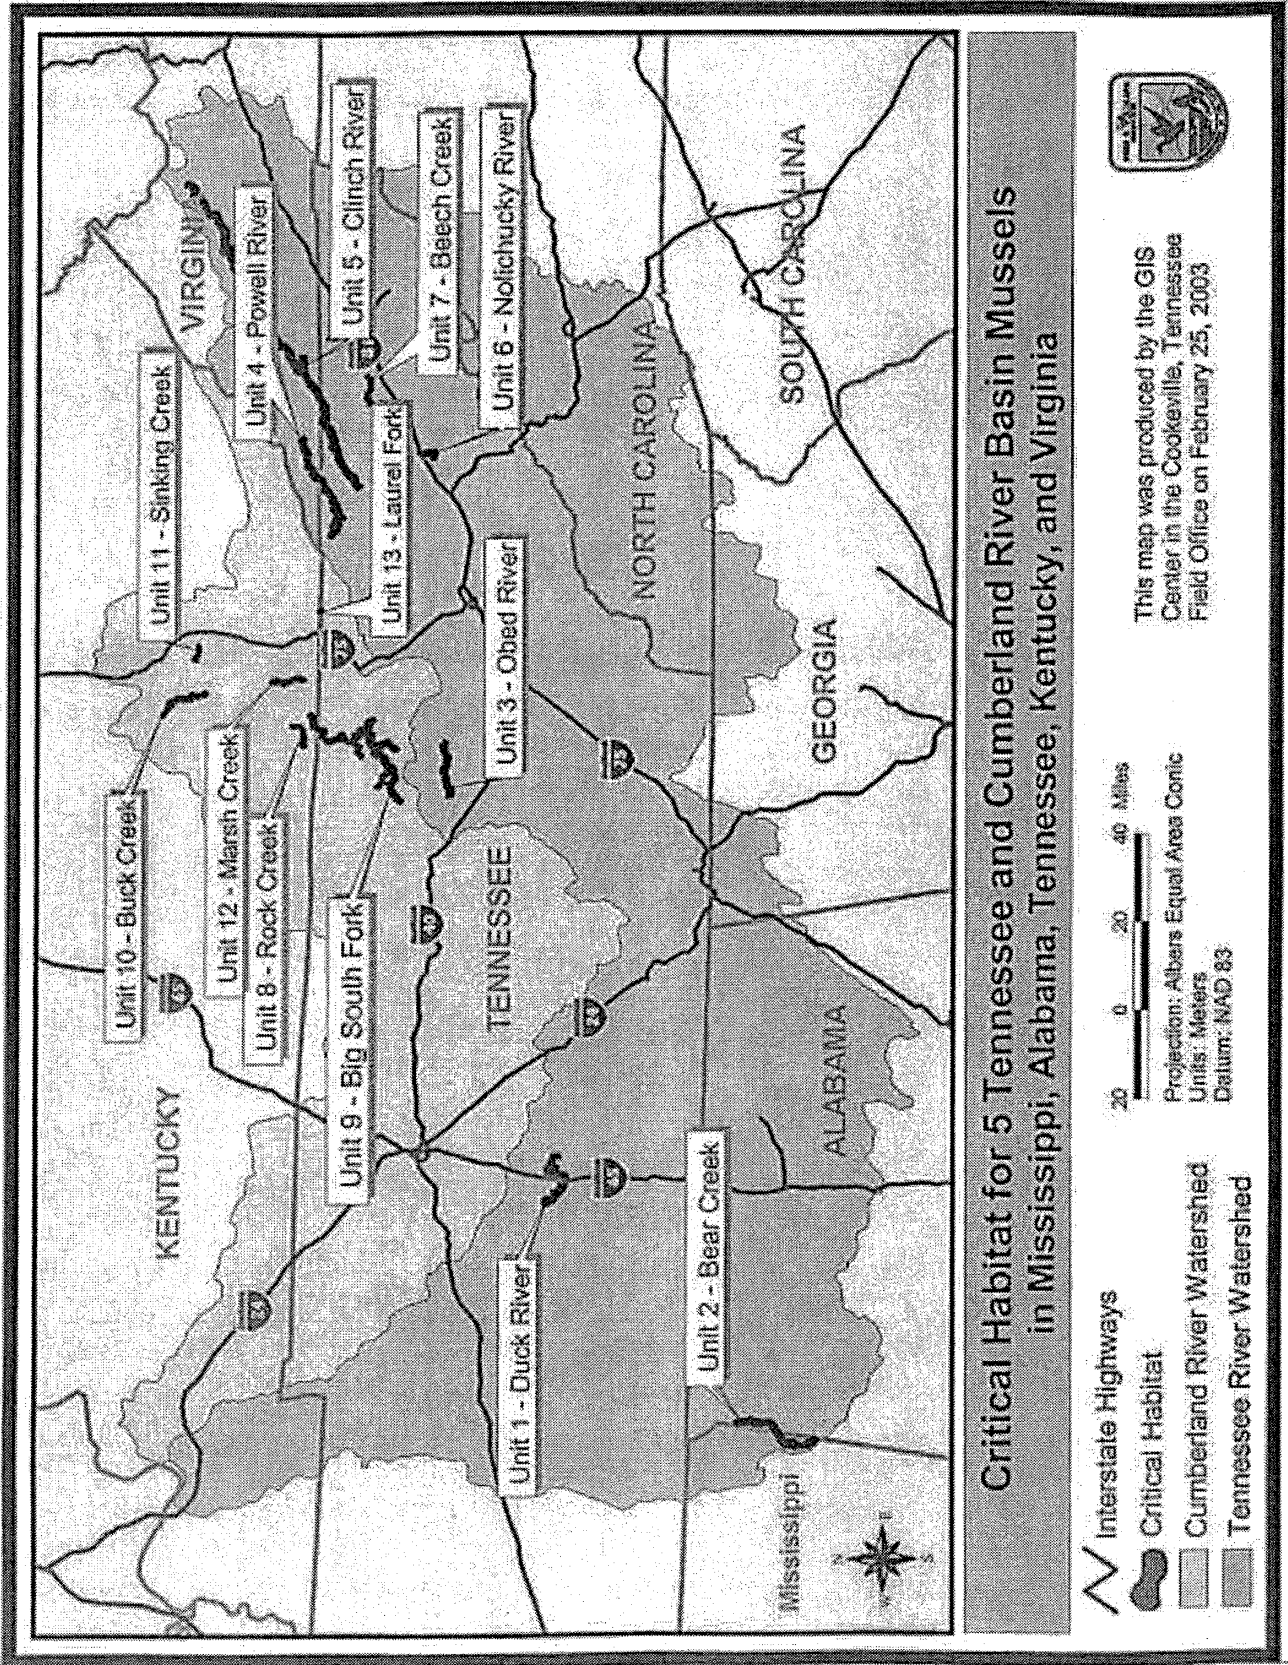 KENTUCKY
VIRGINIA
Unit 11 - Sinking Creek
Unit 10 - Buck Creek
Unit 4 - Powell River
Unit 12 - Marsh Creek
Unit 8 - Rock Creek
Unit 5 - Clinch River
Unit 9 - Big South Fork
Unit 13 - Laurel Fork
Unit 7 - Beech Creek
TENNESSEE
Unit 3 - Obed River
Unit 6 - Nolichucky River
Unit 1 - Duck River
NORTH CAROLINA
Unit 2 - Bear Creek
Mississippi
ALABAMA
GEORGIA
SOUTH CAROLINA
N
W E
S
Critical Habitat for 5 Tennessee and Cumberland River Basin Mussels
in Mississippi, Alabama, Tennessee, Kentucky, and Virginia
Interstate Highways
Critical Habitat
Cumberland River Watershed
Tennessee River Watershed
20 0 20 40 Miles
Projection: Albers Equal Area Conic
Units: Meters
Datum: NAD 83
This map was produced by the GIS
Center in the Cookeville, Tennessee
Field Office on February 25, 2003